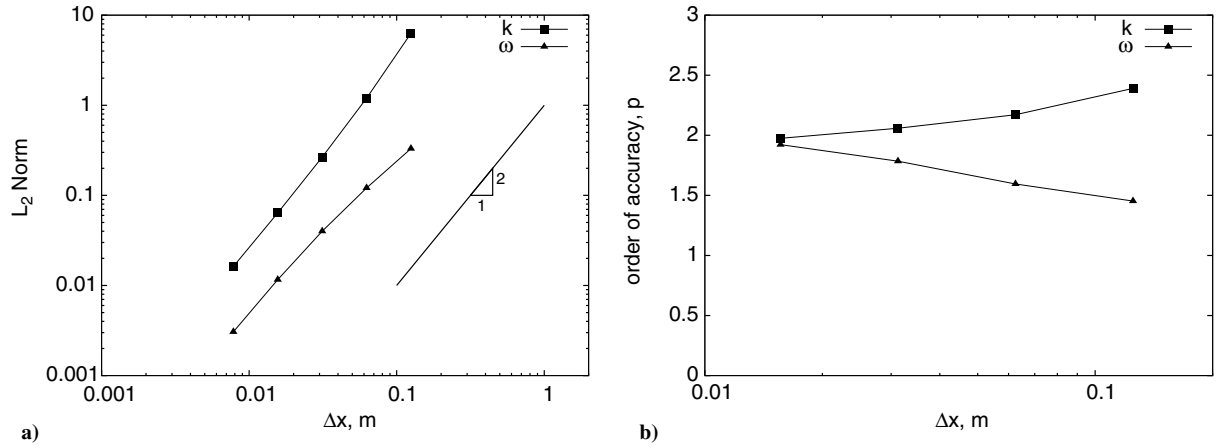 10
1
0.1
0.01
0.001
L2 Norm
k
ω
2
1
0.001
0.01
0.1
1
Δx, m
a)
3
2.5
2
1.5
1
0.5
0
order of accuracy, p
k
ω
0.01
0.1
Δx, m
b)